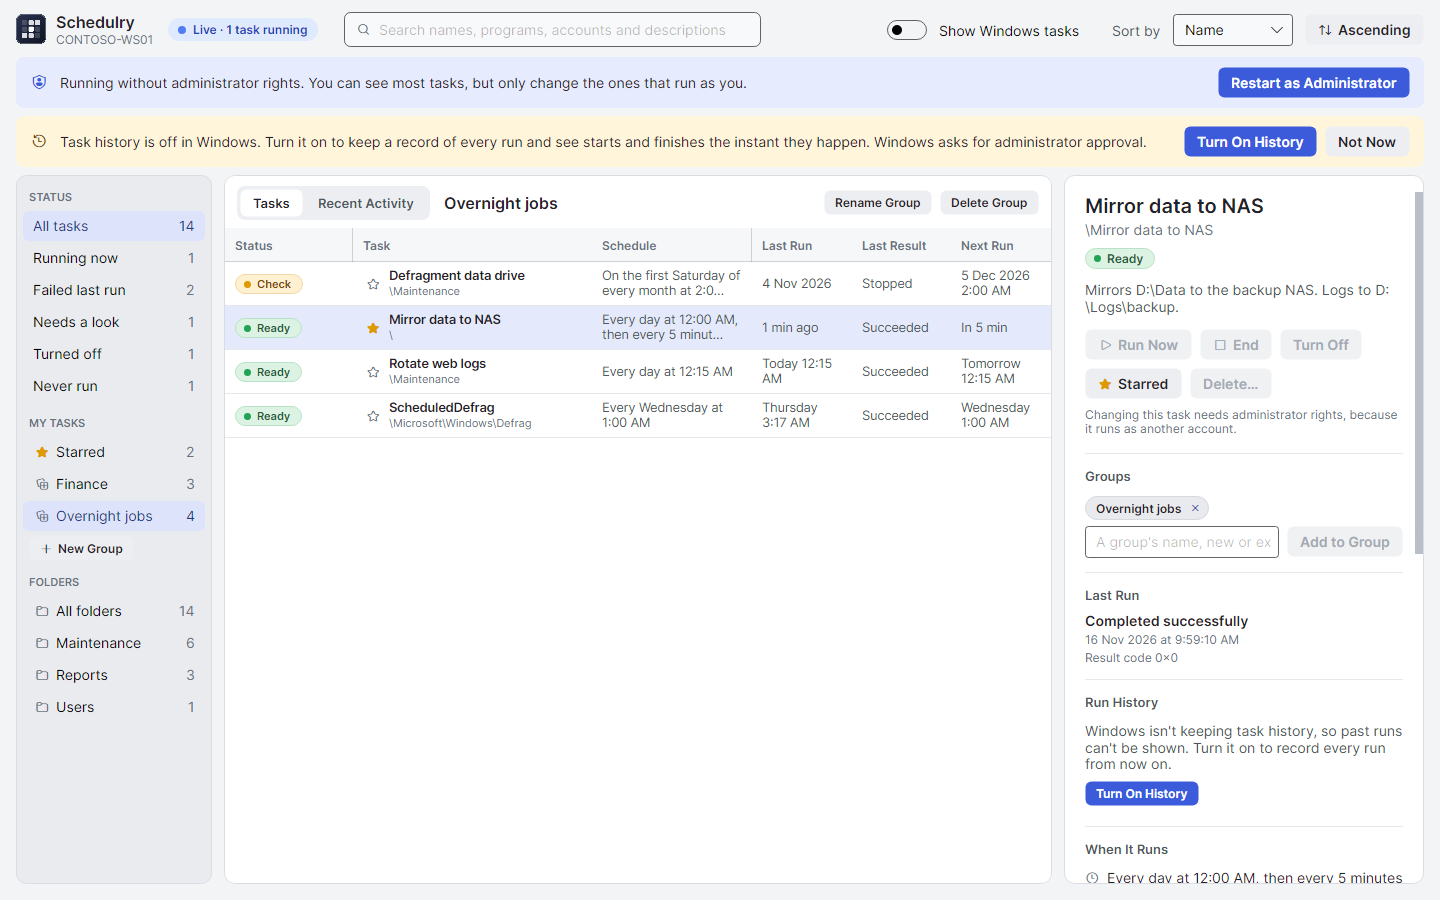 Schedulry
CONTOSO-WS01
Live · 1 task running
Search names, programs, accounts and descriptions
Show Windows tasks
Sort by
Name
Ascending
Running without administrator rights. You can see most tasks, but only change the ones that run as you.
Restart as Administrator
Task history is off in Windows. Turn it on to keep a record of every run and see starts and finishes the instant they happen. Windows asks for administrator approval.
Turn On History
Not Now
STATUS
All tasks 14
Running now 1
Failed last run 2
Needs a look 1
Turned off 1
Never run 1
MY TASKS
Starred 2
Finance 3
Overnight jobs 4
New Group
FOLDERS
All folders 14
Maintenance 6
Reports 3
Users 1
Tasks
Recent Activity
Overnight jobs
Rename Group
Delete Group
Status Task Schedule Last Run Last Result Next Run
Check
Defragment data drive
\Maintenance
On the first Saturday of
every month at 2:0...
4 Nov 2026
Stopped
5 Dec 2026
2:00 AM
Ready
Mirror data to NAS
\
Every day at 12:00 AM,
then every 5 minut...
1 min ago
Succeeded
In 5 min
Ready
Rotate web logs
\Maintenance
Every day at 12:15 AM
Today 12:15
AM
Succeeded
Tomorrow
12:15 AM
Ready
ScheduledDefrag
\Microsoft\Windows\Defrag
Every Wednesday at
1:00 AM
Thursday
3:17 AM
Succeeded
Wednesday
1:00 AM
Mirror data to NAS
\Mirror data to NAS
Ready
Mirrors D:\Data to the backup NAS. Logs to D:
\Logs\backup.
Run Now
End
Turn Off
Starred
Delete...
Changing this task needs administrator rights, because
it runs as another account.
Groups
Overnight jobs ×
A group's name, new or ex
Add to Group
Last Run
Completed successfully
16 Nov 2026 at 9:59:10 AM
Result code 0×0
Run History
Windows isn't keeping task history, so past runs
can't be shown. Turn it on to record every run
from now on.
Turn On History
When It Runs
Every day at 12:00 AM, then every 5 minutes